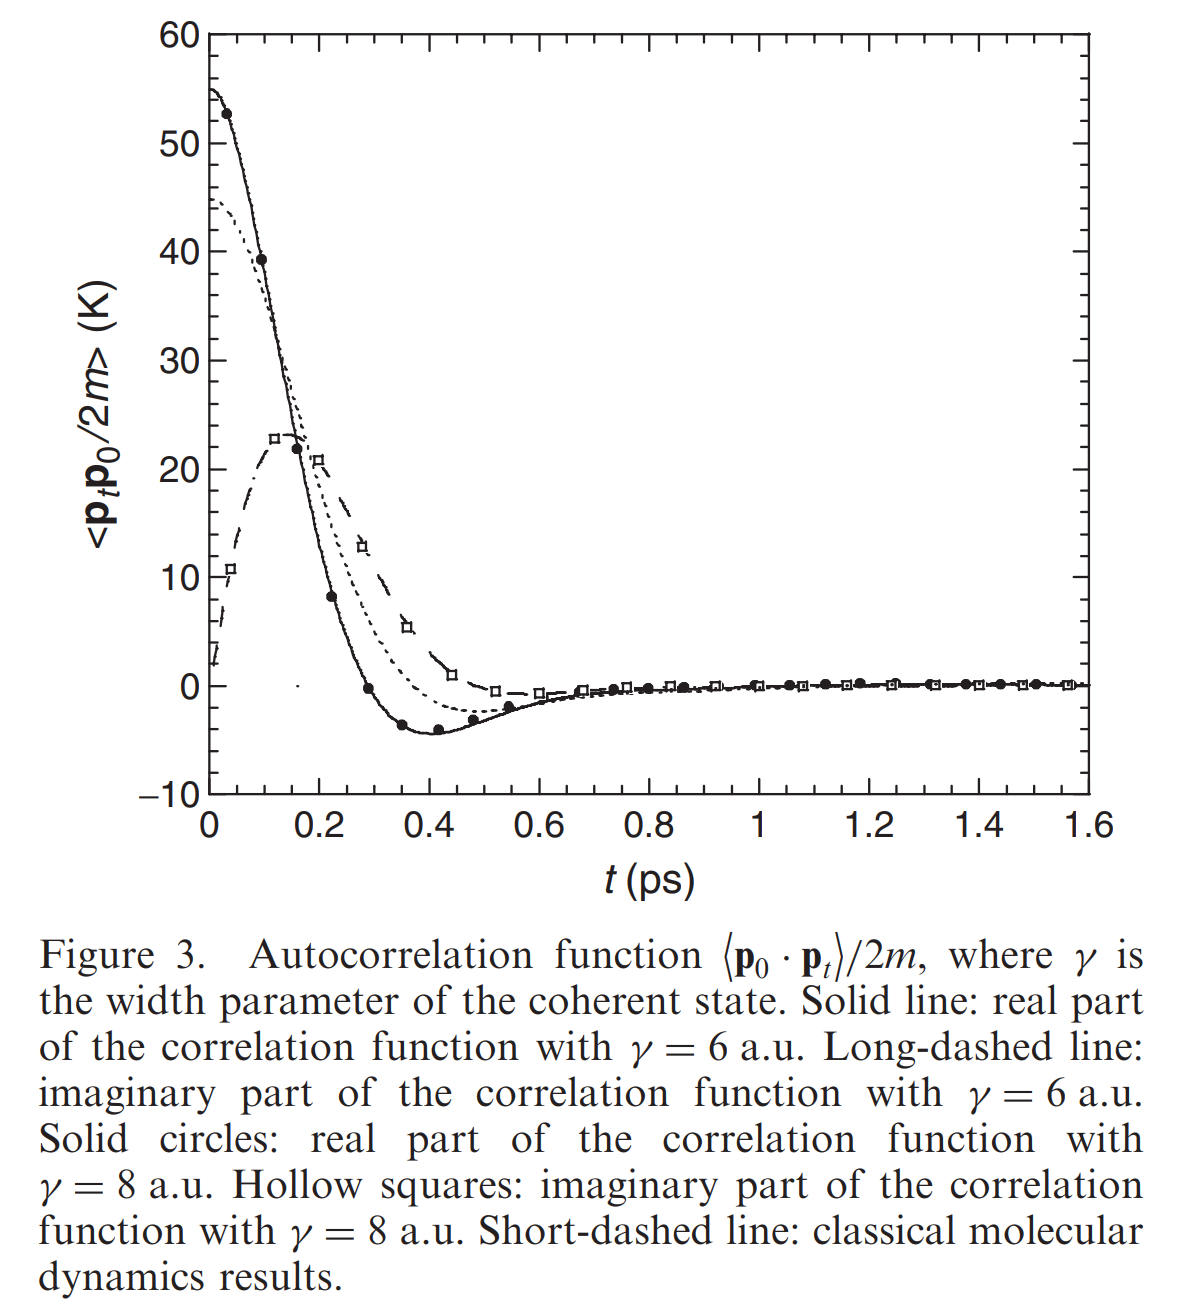 60
50
40
30
20
10
0
–10
<p_t p_0/2m> (K)
0 0.2 0.4 0.6 0.8 1 1.2 1.4 1.6
t (ps)
Figure 3. Autocorrelation function ⟨p_0 · p_t⟩/2m, where γ is
the width parameter of the coherent state. Solid line: real part
of the correlation function with γ = 6 a.u. Long-dashed line:
imaginary part of the correlation function with γ = 6 a.u.
Solid circles: real part of the correlation function with
γ = 8 a.u. Hollow squares: imaginary part of the correlation
function with γ = 8 a.u. Short-dashed line: classical molecular
dynamics results.